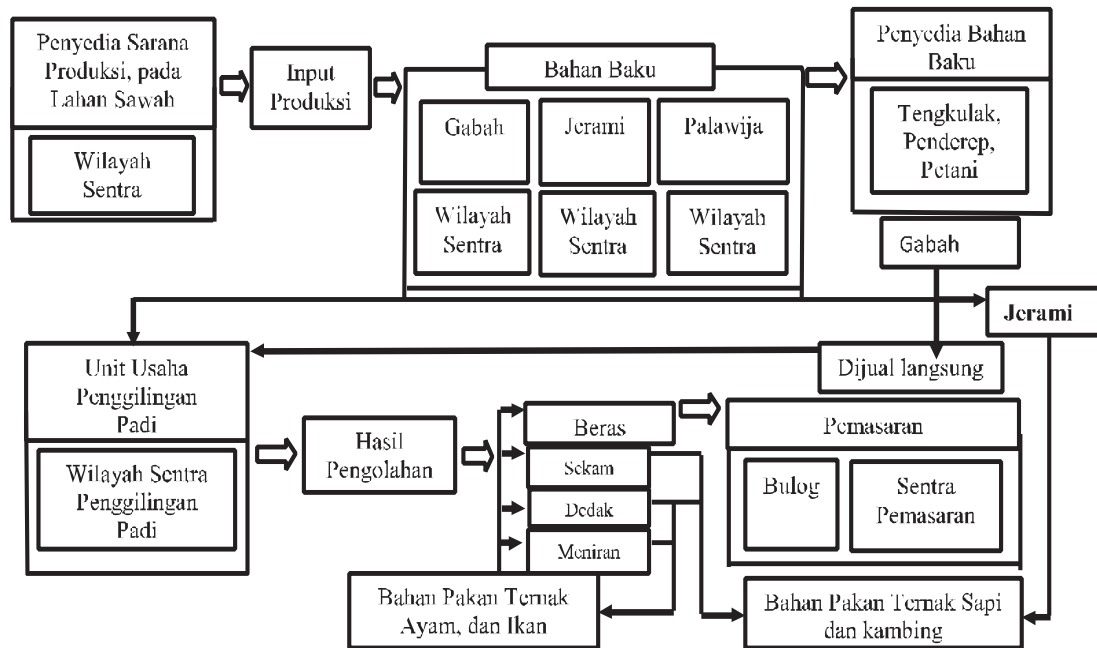 Penyedia Sarana
Produksi, pada
Lahan Sawah
Wilayah
Sentra
Input
Produksi
Bahan Baku
Gabah
Jerami
Palawija
Wilayah
Sentra
Wilayah
Sentra
Wilayah
Sentra
Penyedia Bahan
Baku
Tengkulak,
Penderep,
Petani
Gabah
Jerami
Dijual langsung
Unit Usaha
Penggilingan
Padi
Wilayah Sentra
Penggilingan
Padi
Hasil
Pengolahan
Beras
Sekam
Dedak
Meniran
Pemasaran
Bulog
Sentra
Pemasaran
Bahan Pakan Ternak
Ayam, dan Ikan
Bahan Pakan Ternak Sapi
dan kambing